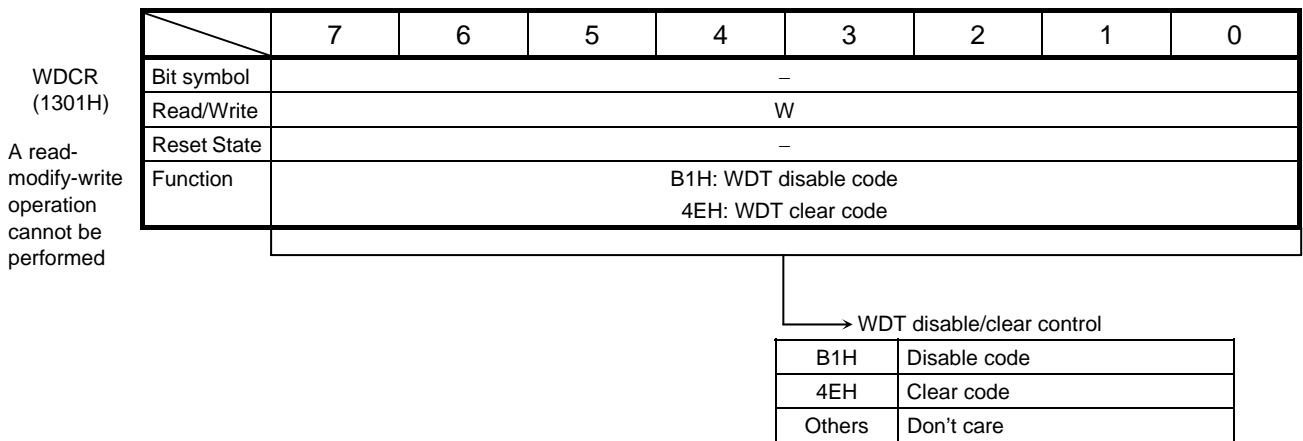 7 6 5 4 3 2 1 0
WDCR
(1301H)
A read-
modify-write
operation
cannot be
performed
Bit symbol –
Read/Write W
Reset State –
Function B1H: WDT disable code
4EH: WDT clear code
WDT disable/clear control
B1H Disable code
4EH Clear code
Others Don't care